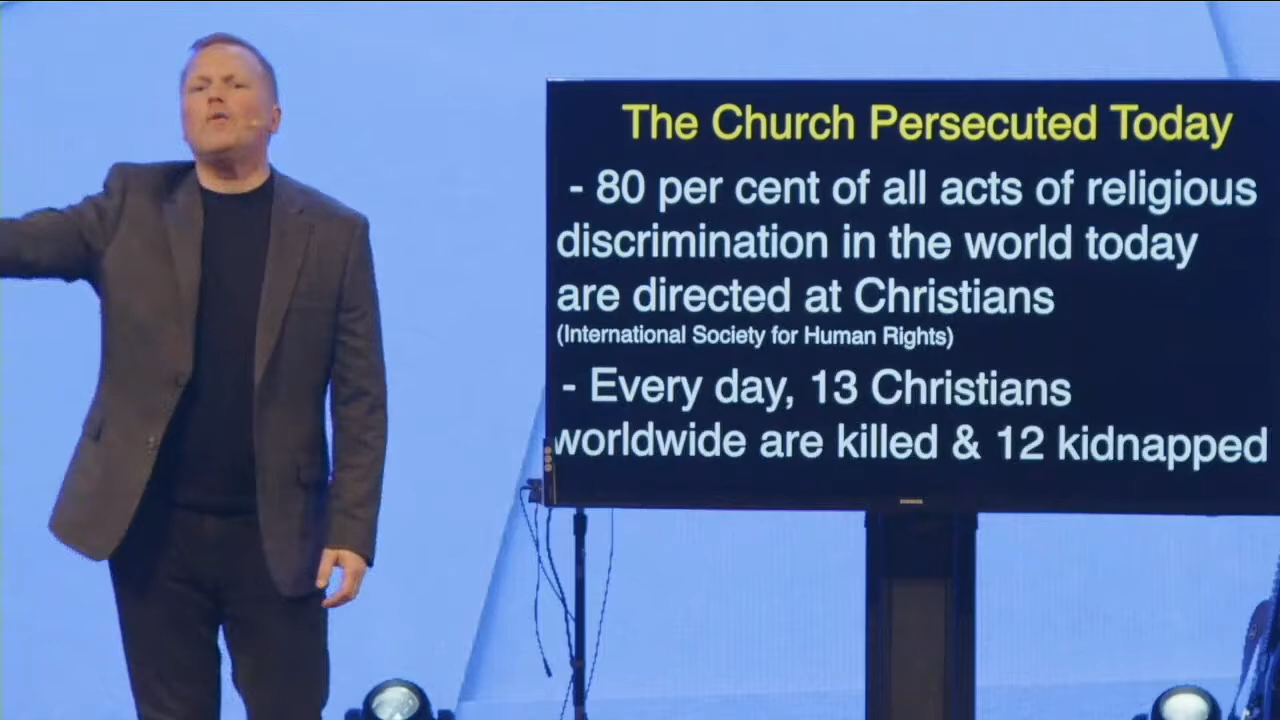 The Church Persecuted Today
- 80 per cent of all acts of religious
discrimination in the world today
are directed at Christians
(International Society for Human Rights)
- Every day, 13 Christians
worldwide are killed & 12 kidnapped